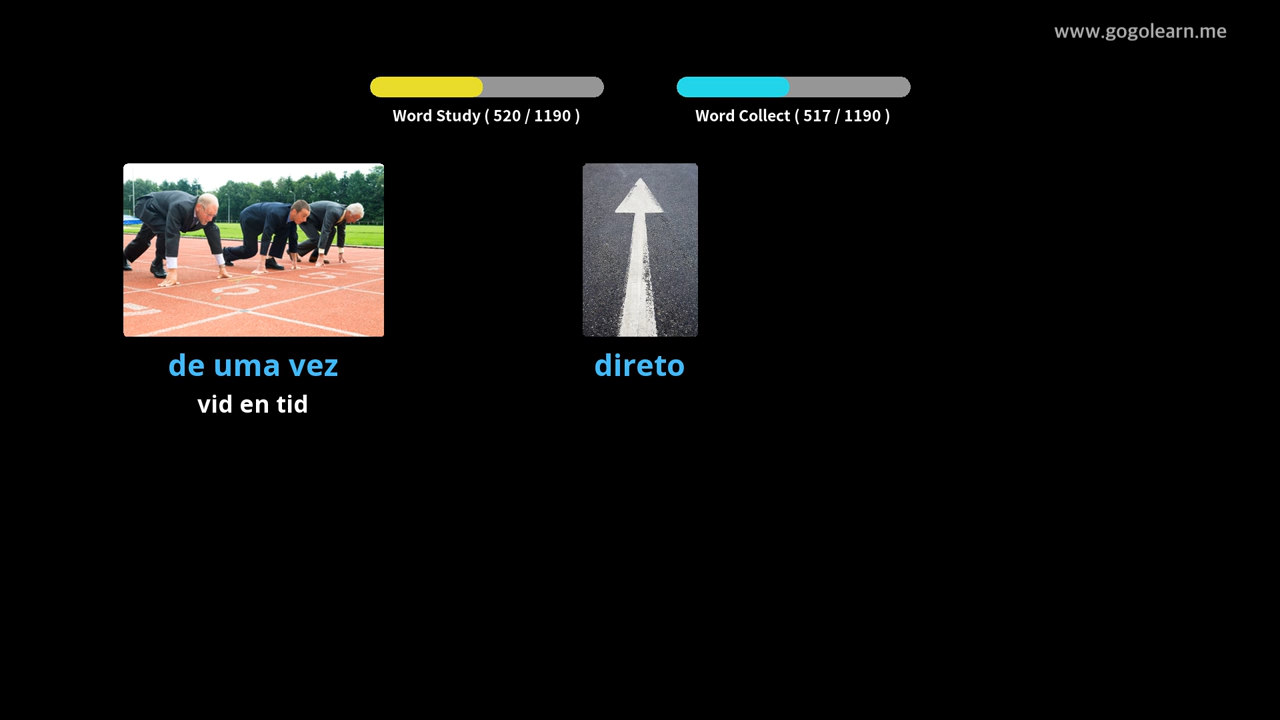 www.gogolearn.me
Word Study ( 520 / 1190 )
Word Collect ( 517 / 1190 )
de uma vez
direto
vid en tid